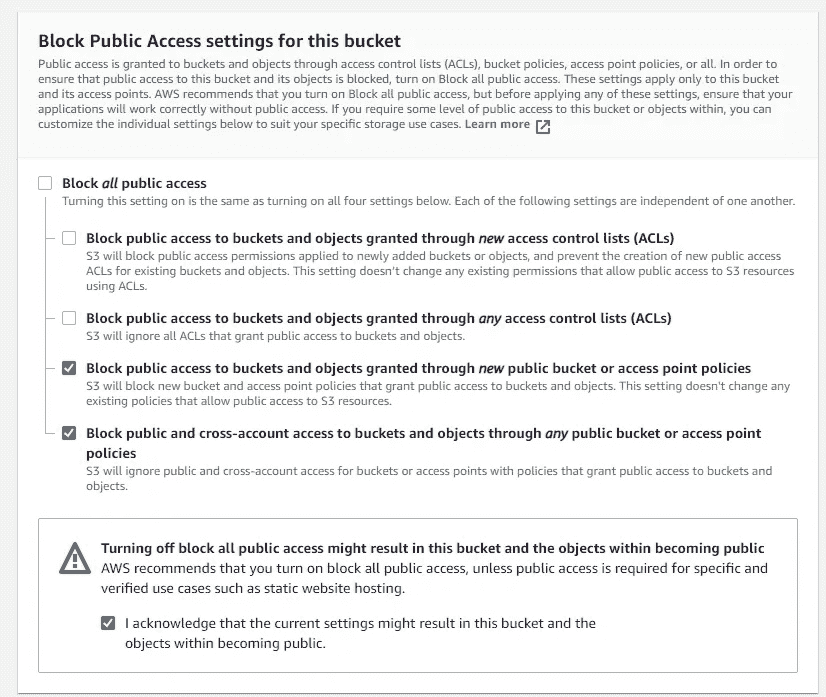 Block Public Access settings for this bucket
Public access is granted to buckets and objects through access control lists (ACLs), bucket policies, access point policies, or all. In order to
ensure that public access to this bucket and its objects is blocked, turn on Block all public access. These settings apply only to this bucket
and its access points. AWS recommends that you turn on Block all public access, but before applying any of these settings, ensure that your
applications will work correctly without public access. If you require some level of public access to this bucket or objects within, you can
customize the individual settings below to suit your specific storage use cases. Learn more
Block all public access
Turning this setting on is the same as turning on all four settings below. Each of the following settings are independent of one another.
Block public access to buckets and objects granted through new access control lists (ACLs)
S3 will block public access permissions applied to newly added buckets or objects, and prevent the creation of new public access
ACLs for existing buckets and objects. This setting doesn't change any existing permissions that allow public access to S3 resources
using ACLs.
Block public access to buckets and objects granted through any access control lists (ACLs)
S3 will ignore all ACLs that grant public access to buckets and objects.
Block public access to buckets and objects granted through new public bucket or access point policies
S3 will block new bucket and access point policies that grant public access to buckets and objects. This setting doesn't change any
existing policies that allow public access to S3 resources.
Block public and cross-account access to buckets and objects through any public bucket or access point
policies
S3 will ignore public and cross-account access for buckets or access points with policies that grant public access to buckets and
objects.
Turning off block all public access might result in this bucket and the objects within becoming public
AWS recommends that you turn on block all public access, unless public access is required for specific and
verified use cases such as static website hosting.
I acknowledge that the current settings might result in this bucket and the
objects within becoming public.